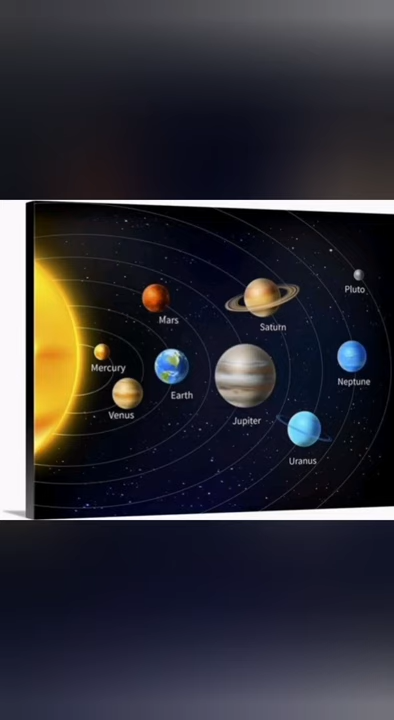 Mercury
Venus
Earth
Mars
Jupiter
Saturn
Uranus
Neptune
Pluto